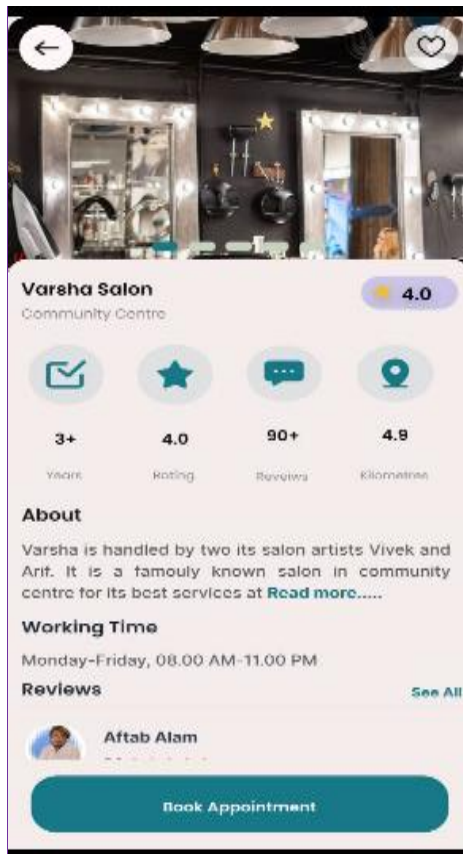 Varsha Salon
4.0
Community Centre
3+
4.0
90+
4.9
Years
Rating
Reveiws
Kilometres
About
Varsha is handled by two its salon artists Vivek and
Arif. It is a famouly known salon in community
centre for its best services at Read more.....
Working Time
Monday-Friday, 08.00 AM-11.00 PM
Reviews
See All
Aftab Alam
Book Appointment